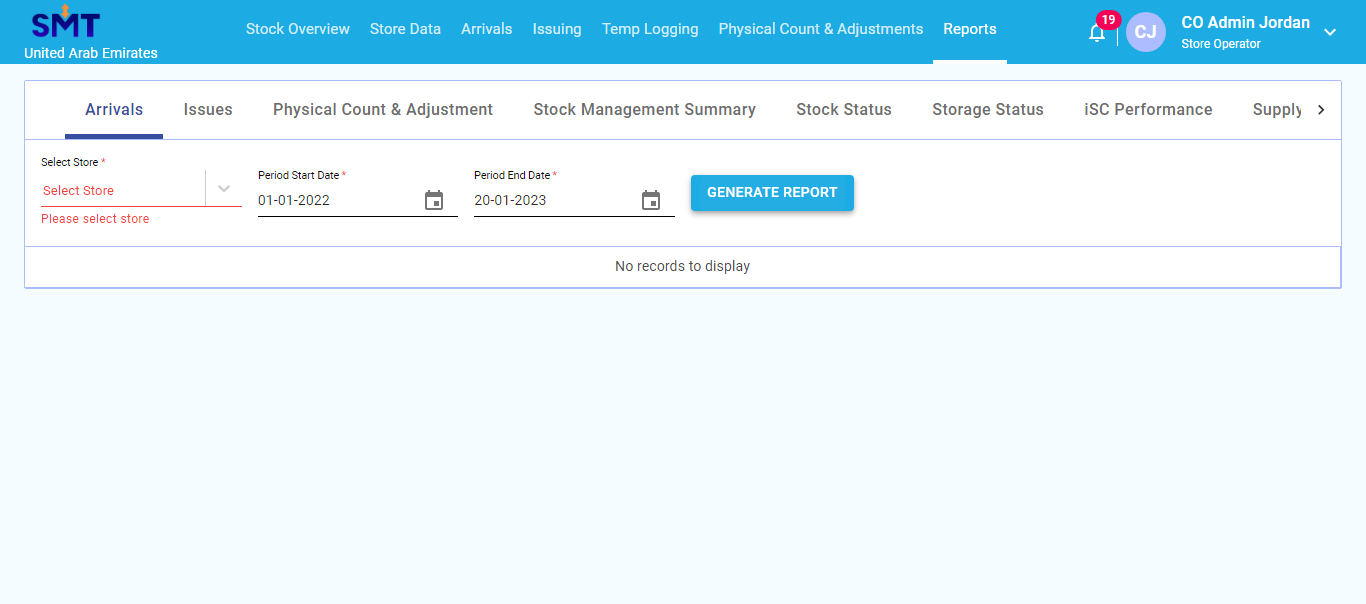 SMT
United Arab Emirates
Stock Overview Store Data Arrivals Issuing Temp Logging Physical Count & Adjustments Reports
19
CJ
CO Admin Jordan
Store Operator
Arrivals Issues Physical Count & Adjustment Stock Management Summary Stock Status Storage Status iSC Performance Supply
Select Store *
Select Store
Please select store
Period Start Date *
01-01-2022
Period End Date *
20-01-2023
GENERATE REPORT
No records to display